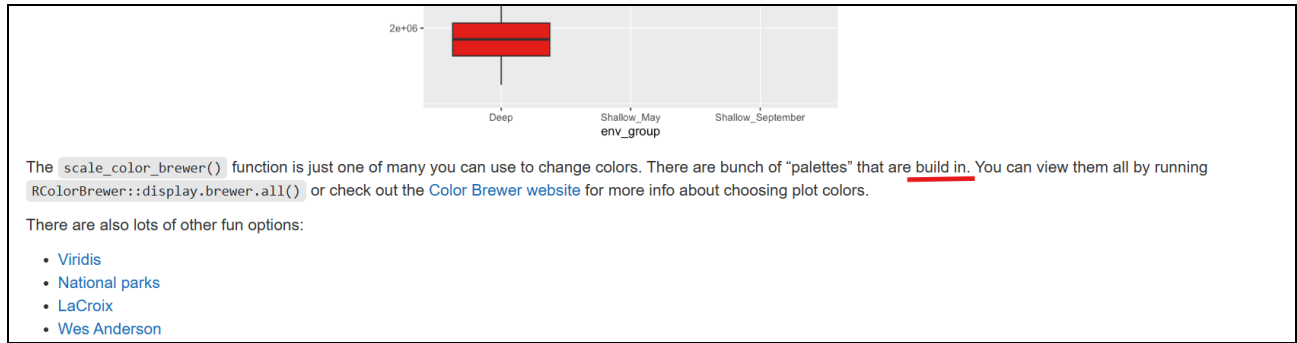 2e+06
Deep Shallow_May Shallow_September
env_group
The scale_color_brewer() function is just one of many you can use to change colors. There are bunch of “palettes” that are build in. You can view them all by running
RColorBrewer::display.brewer.all() or check out the Color Brewer website for more info about choosing plot colors.
There are also lots of other fun options:
• Viridis
• National parks
• LaCroix
• Wes Anderson